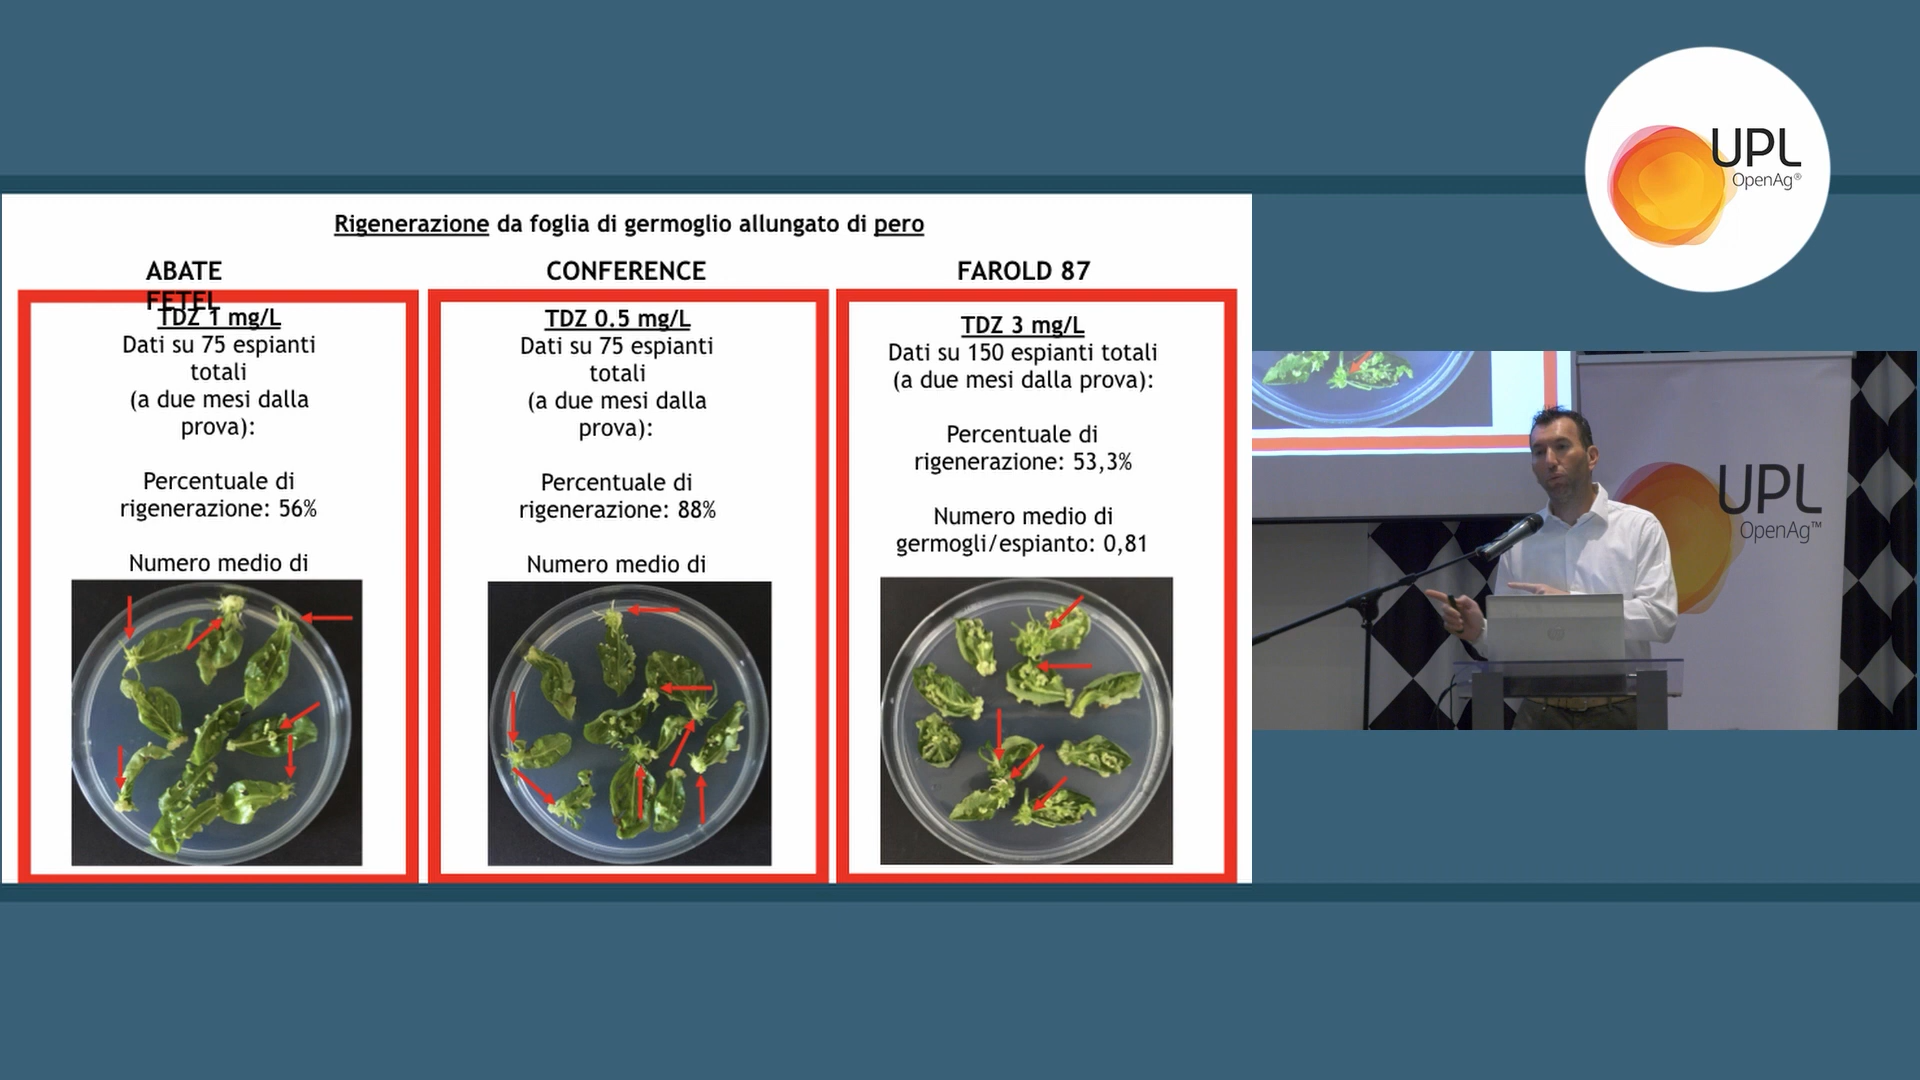 UPL
OpenAg®
Rigenerazione da foglia di germoglio allungato di pero
ABATE
FETEL
TDZ 1 mg/L
Dati su 75 espianti
totali
(a due mesi dalla
prova):
Percentuale di
rigenerazione: 56%
Numero medio di
CONFERENCE
TDZ 0.5 mg/L
Dati su 75 espianti
totali
(a due mesi dalla
prova):
Percentuale di
rigenerazione: 88%
Numero medio di
FAROLD 87
TDZ 3 mg/L
Dati su 150 espianti totali
(a due mesi dalla prova):
Percentuale di
rigenerazione: 53,3%
Numero medio di
germogli/espianto: 0,81
UPL
OpenAg™